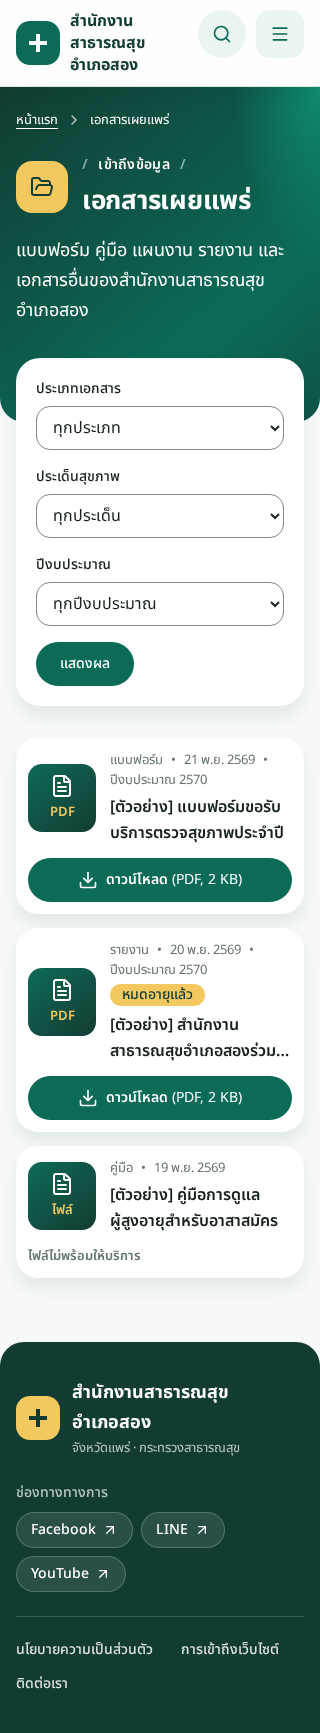 สำนักงาน
สาธารณสุข
อำเภอสอง
หน้าแรก > เอกสารเผยแพร่
/ เข้าถึงข้อมูล /
เอกสารเผยแพร่
แบบฟอร์ม คู่มือ แผนงาน รายงาน และ
เอกสารอื่นของสำนักงานสาธารณสุข
อำเภอสอง
ประเภทเอกสาร
ทุกประเภท
ประเด็นสุขภาพ
ทุกประเด็น
ปีงบประมาณ
ทุกปีงบประมาณ
แสดงผล
แบบฟอร์ม • 21 พ.ย. 2569 •
ปีงบประมาณ 2570
PDF
[ตัวอย่าง] แบบฟอร์มขอรับ
บริการตรวจสุขภาพประจำปี
ดาวน์โหลด (PDF, 2 KB)
รายงาน • 20 พ.ย. 2569 •
ปีงบประมาณ 2570
หมดอายุแล้ว
PDF
[ตัวอย่าง] สำนักงาน
สาธารณสุขอำเภอสองร่วม...
ดาวน์โหลด (PDF, 2 KB)
คู่มือ • 19 พ.ย. 2569
ไฟล์
[ตัวอย่าง] คู่มือการดูแล
ผู้สูงอายุสำหรับอาสาสมัคร
ไฟล์ไม่พร้อมให้บริการ
สำนักงานสาธารณสุข
อำเภอสอง
จังหวัดแพร่ · กระทรวงสาธารณสุข
ช่องทางทางการ
Facebook
LINE
YouTube
นโยบายความเป็นส่วนตัว
การเข้าถึงเว็บไซต์
ติดต่อเรา